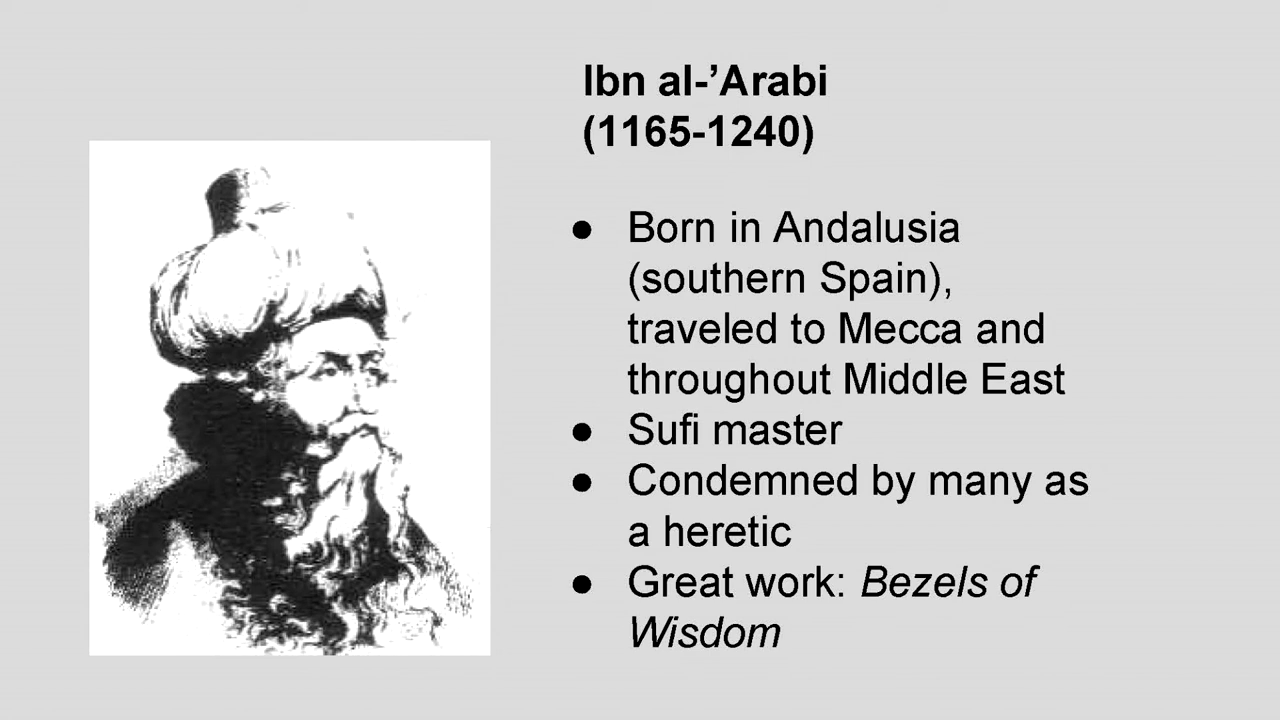 Ibn al-’Arabi
(1165-1240)
● Born in Andalusia
(southern Spain),
traveled to Mecca and
throughout Middle East
● Sufi master
● Condemned by many as
a heretic
● Great work: Bezels of
Wisdom